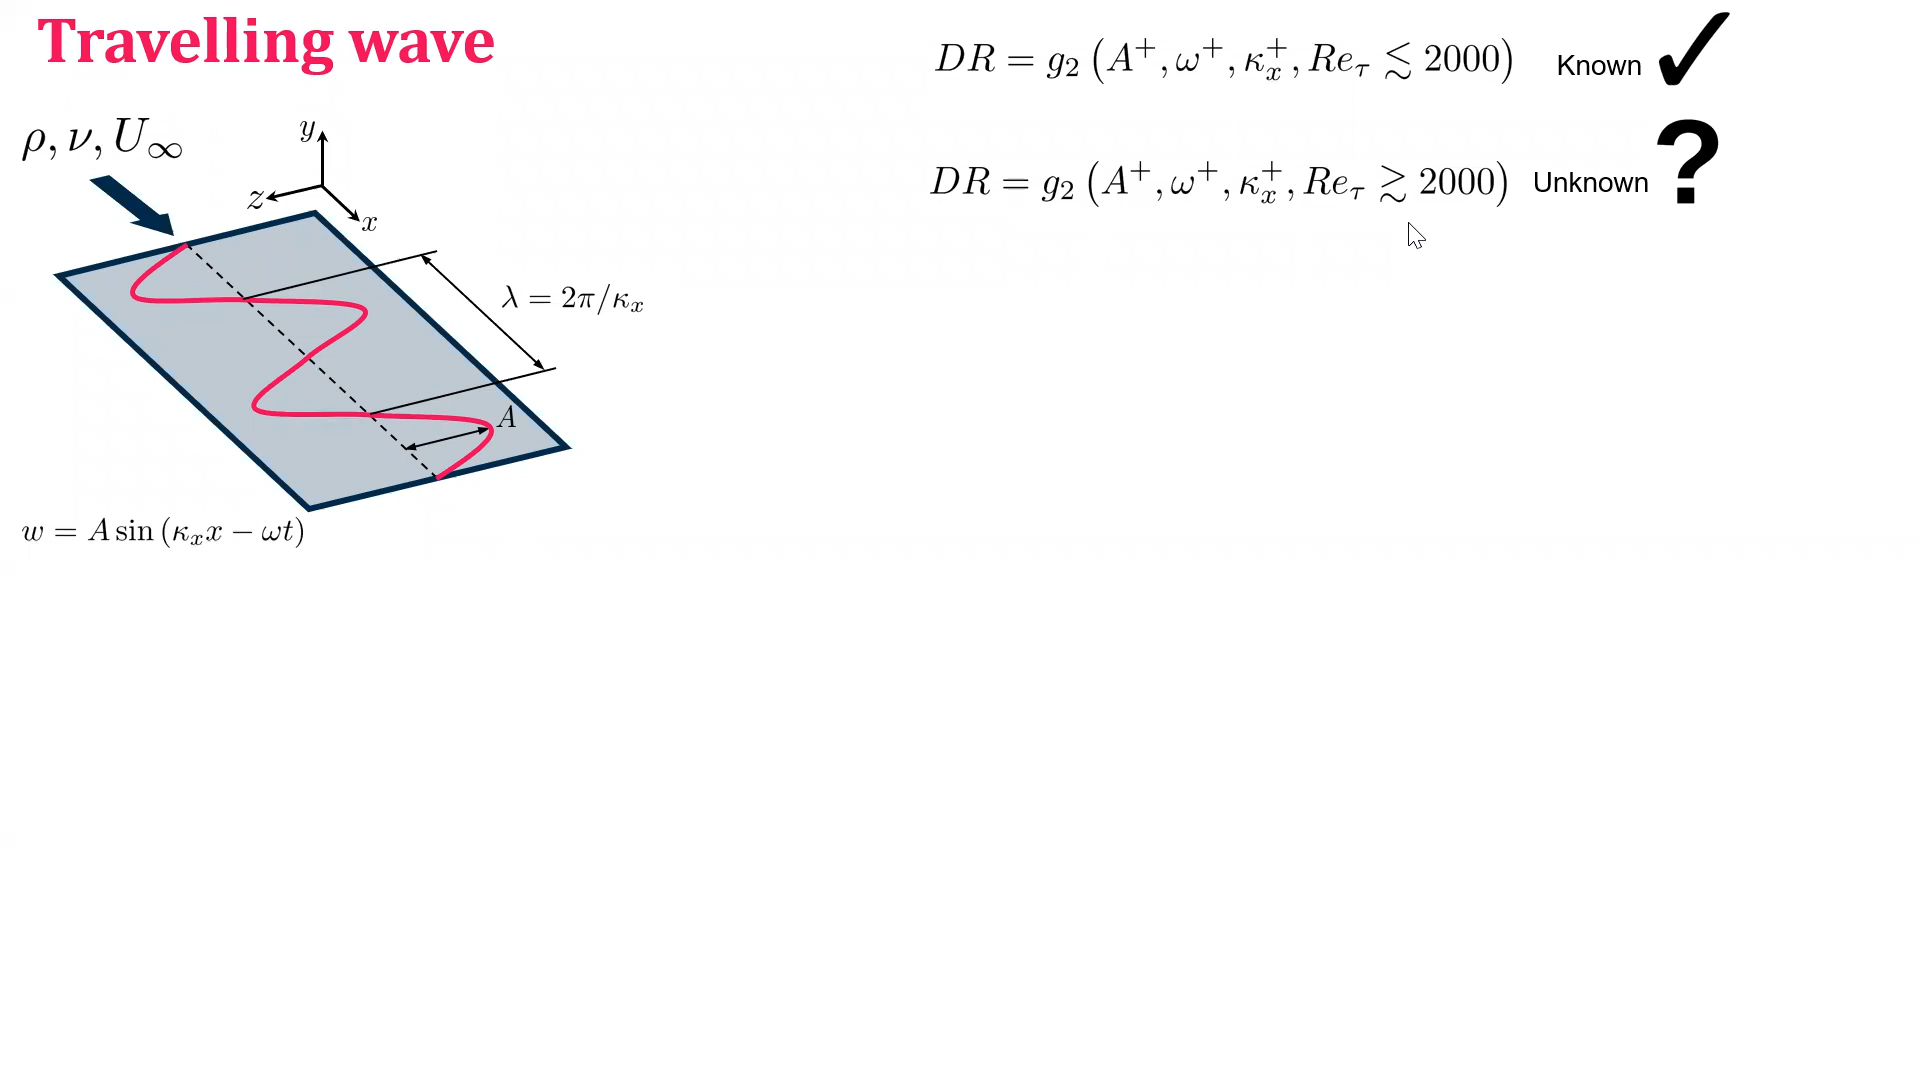 Travelling wave
DR = g₂ (A⁺, ω⁺, κₓ⁺, Re_τ ≲ 2000) Known ✓
ρ, ν, U_∞
y
z
x
DR = g₂ (A⁺, ω⁺, κₓ⁺, Re_τ ≳ 2000) Unknown ?
λ = 2π/κₓ
A
w = A sin (κₓx − ωt)